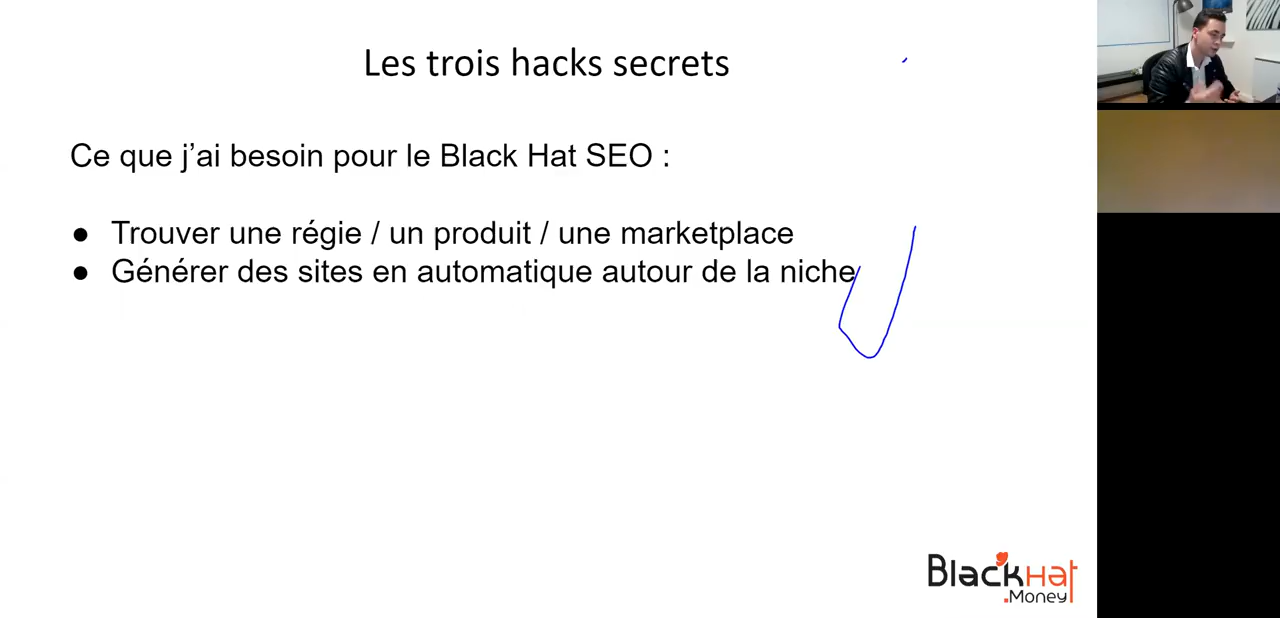 Les trois hacks secrets
Ce que j'ai besoin pour le Black Hat SEO :
● Trouver une régie / un produit / une marketplace
● Générer des sites en automatique autour de la niche
BlackHat
.Money